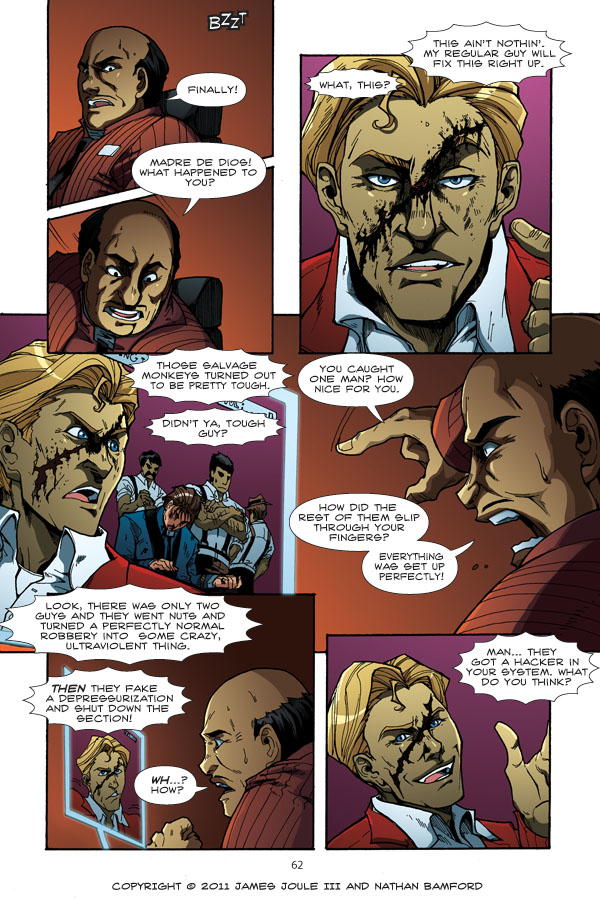 BZZT
FINALLY!
MADRE DE DIOS!
WHAT HAPPENED TO
YOU?
WHAT, THIS?
THIS AIN'T NOTHIN'.
MY REGULAR GUY WILL
FIX THIS RIGHT UP.
THOSE SALVAGE
MONKEYS TURNED OUT
TO BE PRETTY TOUGH.
DIDN'T YA, TOUGH
GUY?
YOU CAUGHT
ONE MAN? HOW
NICE FOR YOU.
HOW DID THE
REST OF THEM SLIP
THROUGH YOUR
FINGERS?
EVERYTHING
WAS SET UP
PERFECTLY!
LOOK, THERE WAS ONLY TWO
GUYS AND THEY WENT NUTS AND
TURNED A PERFECTLY NORMAL
ROBBERY INTO SOME CRAZY,
ULTRAVIOLENT THING.
THEN THEY FAKE
A DEPRESSURIZATION
AND SHUT DOWN THE
SECTION!
WH...?
HOW?
MAN... THEY
GOT A HACKER IN
YOUR SYSTEM. WHAT
DO YOU THINK?
62
COPYRIGHT © 2011 JAMES JOULE III AND NATHAN BAMFORD